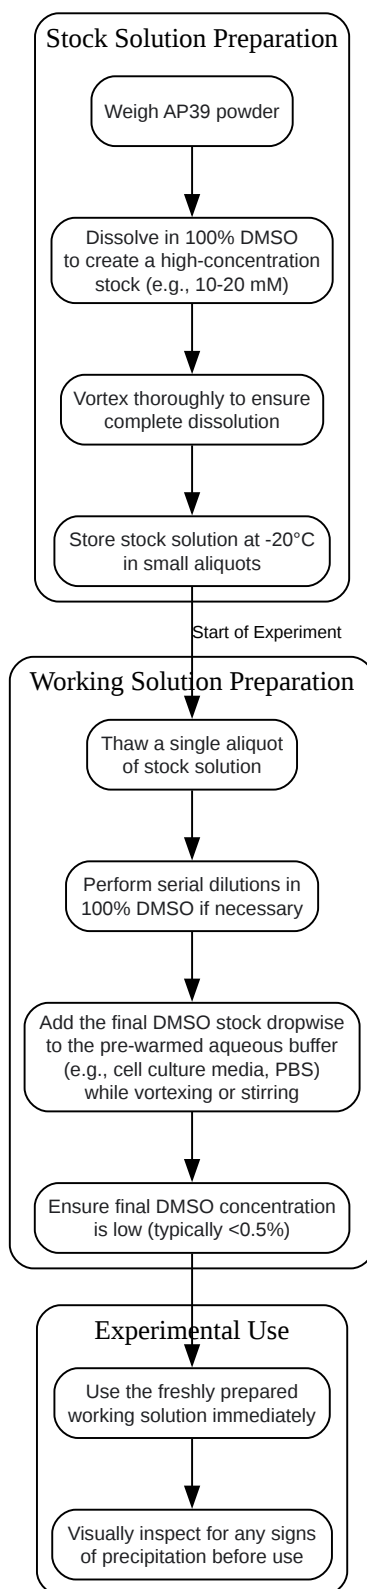 Stock Solution Preparation
Weigh AP39 powder
Dissolve in 100% DMSO
to create a high-concentration
stock (e.g., 10-20 mM)
Vortex thoroughly to ensure
complete dissolution
Store stock solution at -20°C
in small aliquots
Start of Experiment
Working Solution Preparation
Thaw a single aliquot
of stock solution
Perform serial dilutions in
100% DMSO if necessary
Add the final DMSO stock dropwise
to the pre-warmed aqueous buffer
(e.g., cell culture media, PBS)
while vortexing or stirring
Ensure final DMSO concentration
is low (typically <0.5%)
Experimental Use
Use the freshly prepared
working solution immediately
Visually inspect for any signs
of precipitation before use